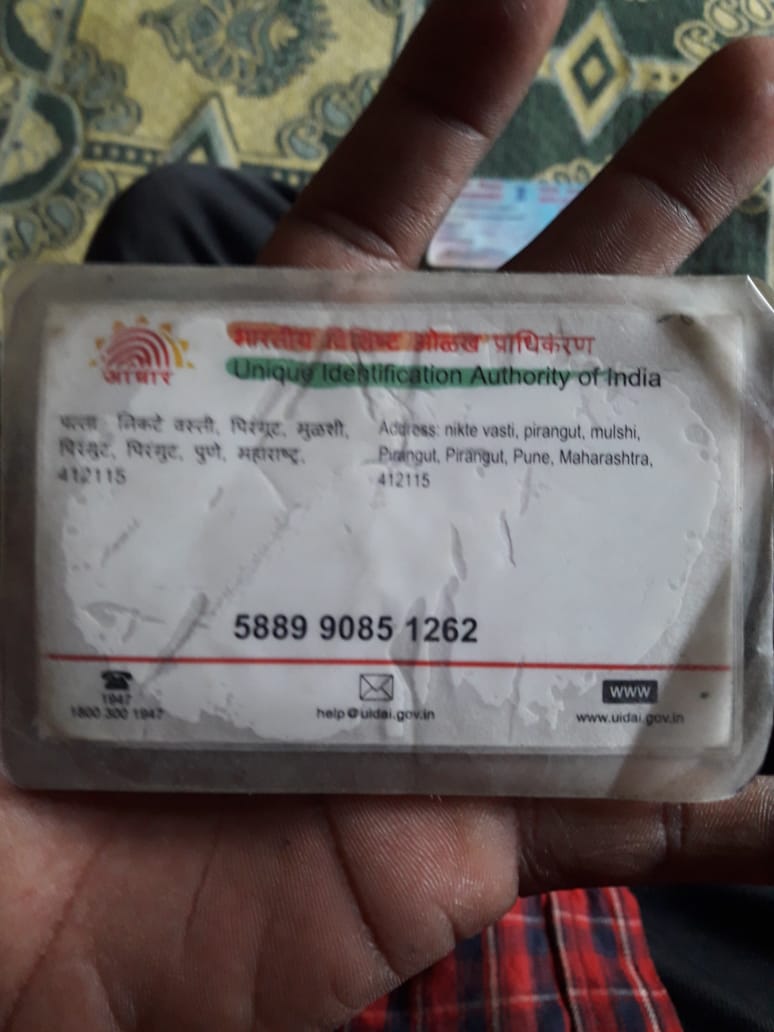 आधार
भारतीय विशिष्ट ओळख प्राधिकरण
Unique Identification Authority of India
पत्ता निकटे वस्ती, पिरंगूट, मुळशी,
पिरंगुट, पिरंगुट, पुणे, महाराष्ट्र,
412115
Address: nikte vasti, pirangut, mulshi,
Pirangut, Pirangut, Pune, Maharashtra,
412115
5889 9085 1262
1947
1800 300 1947
help@uidai.gov.in
WWW
www.uidai.gov.in